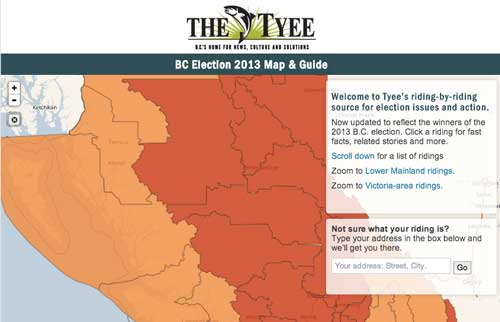 THE TYEE
B.C.'S HOME FOR NEWS, CULTURE AND SOLUTIONS
BC Election 2013 Map & Guide
+
-
Ketchikan
Terrace
Welcome to Tyee's riding-by-riding
source for election issues and action.
Now updated to reflect the winners of the
2013 B.C. election. Click a riding for fast
facts, related stories and more.
Scroll down for a list of ridings
Zoom to Lower Mainland ridings.
Zoom to Victoria-area ridings.
Not sure what your riding is?
Type your address in the box below and
we'll get you there.
Your address: Street, City.
Go